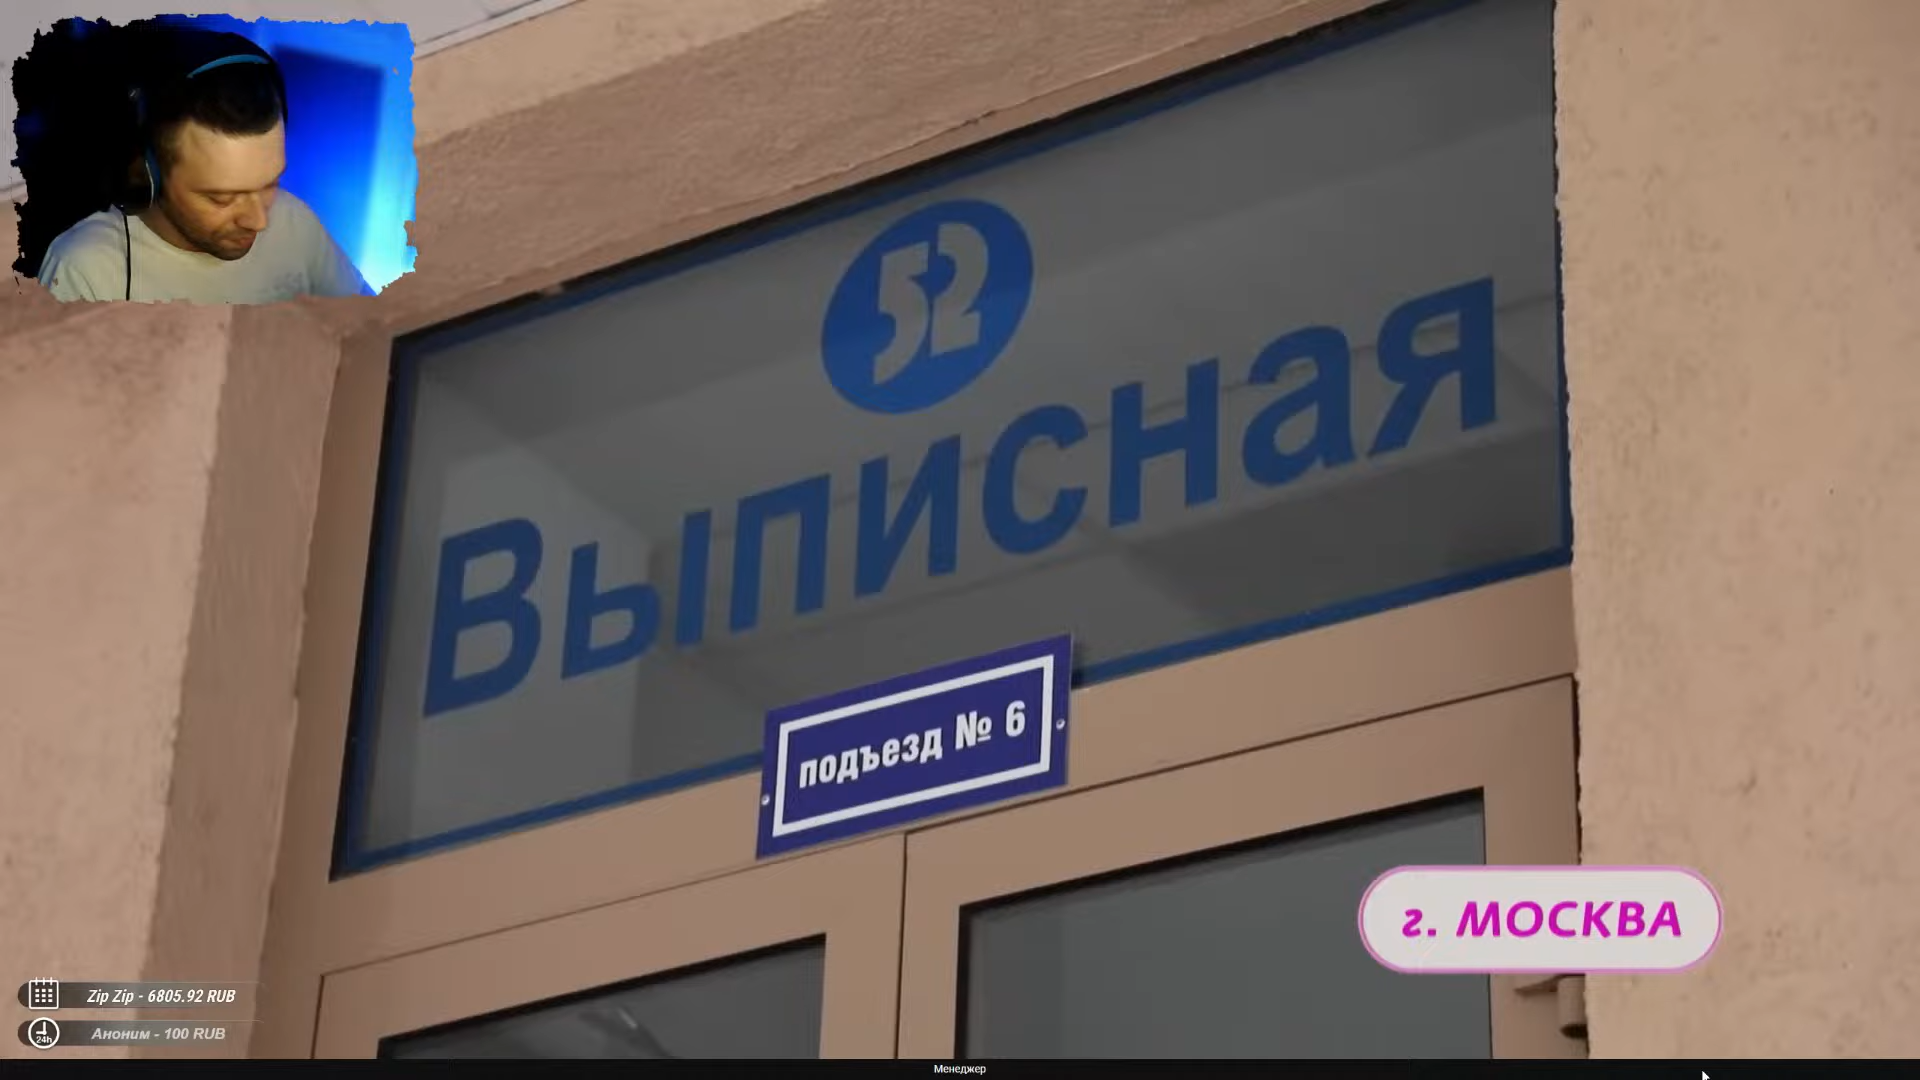 52
Выписная
подъезд № 6
г. МОСКВА
Zip Zip - 6805.92 RUB
24h
Аноним - 100 RUB
Менеджер